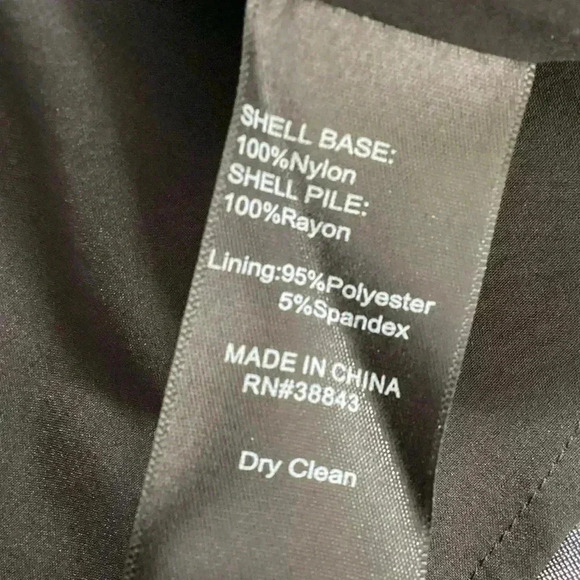 SHELL BASE:
100%Nylon
SHELL PILE:
100%Rayon
Lining:95%Polyester
5%Spandex
MADE IN CHINA
RN#38843
Dry Clean